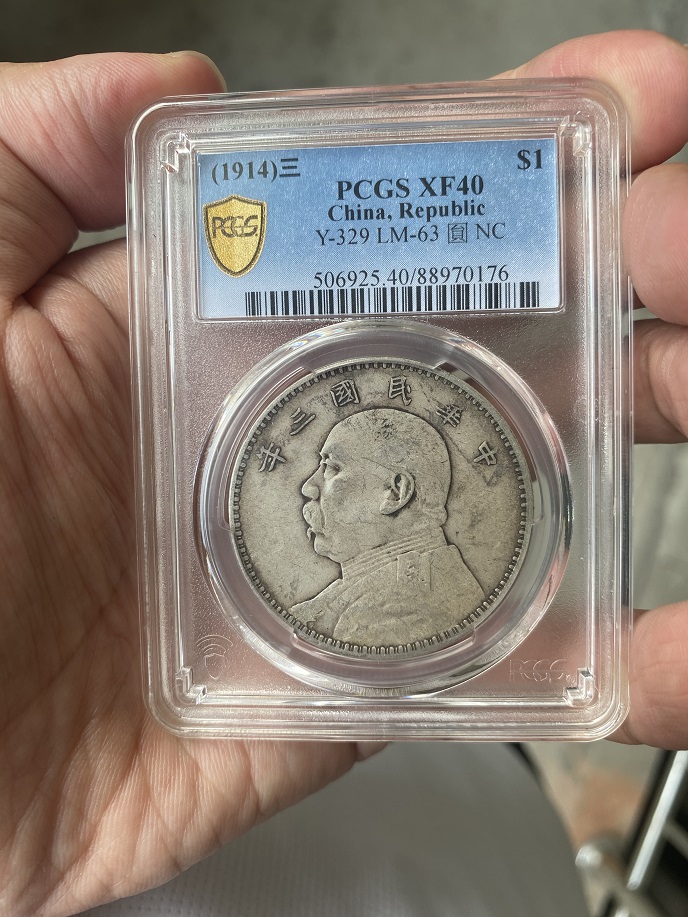 (1914)三 $1
PCGS XF40
China, Republic
PCGS
Y-329 LM-63 圓 NC
506925.40/88970176
中華民國三年
PCGS